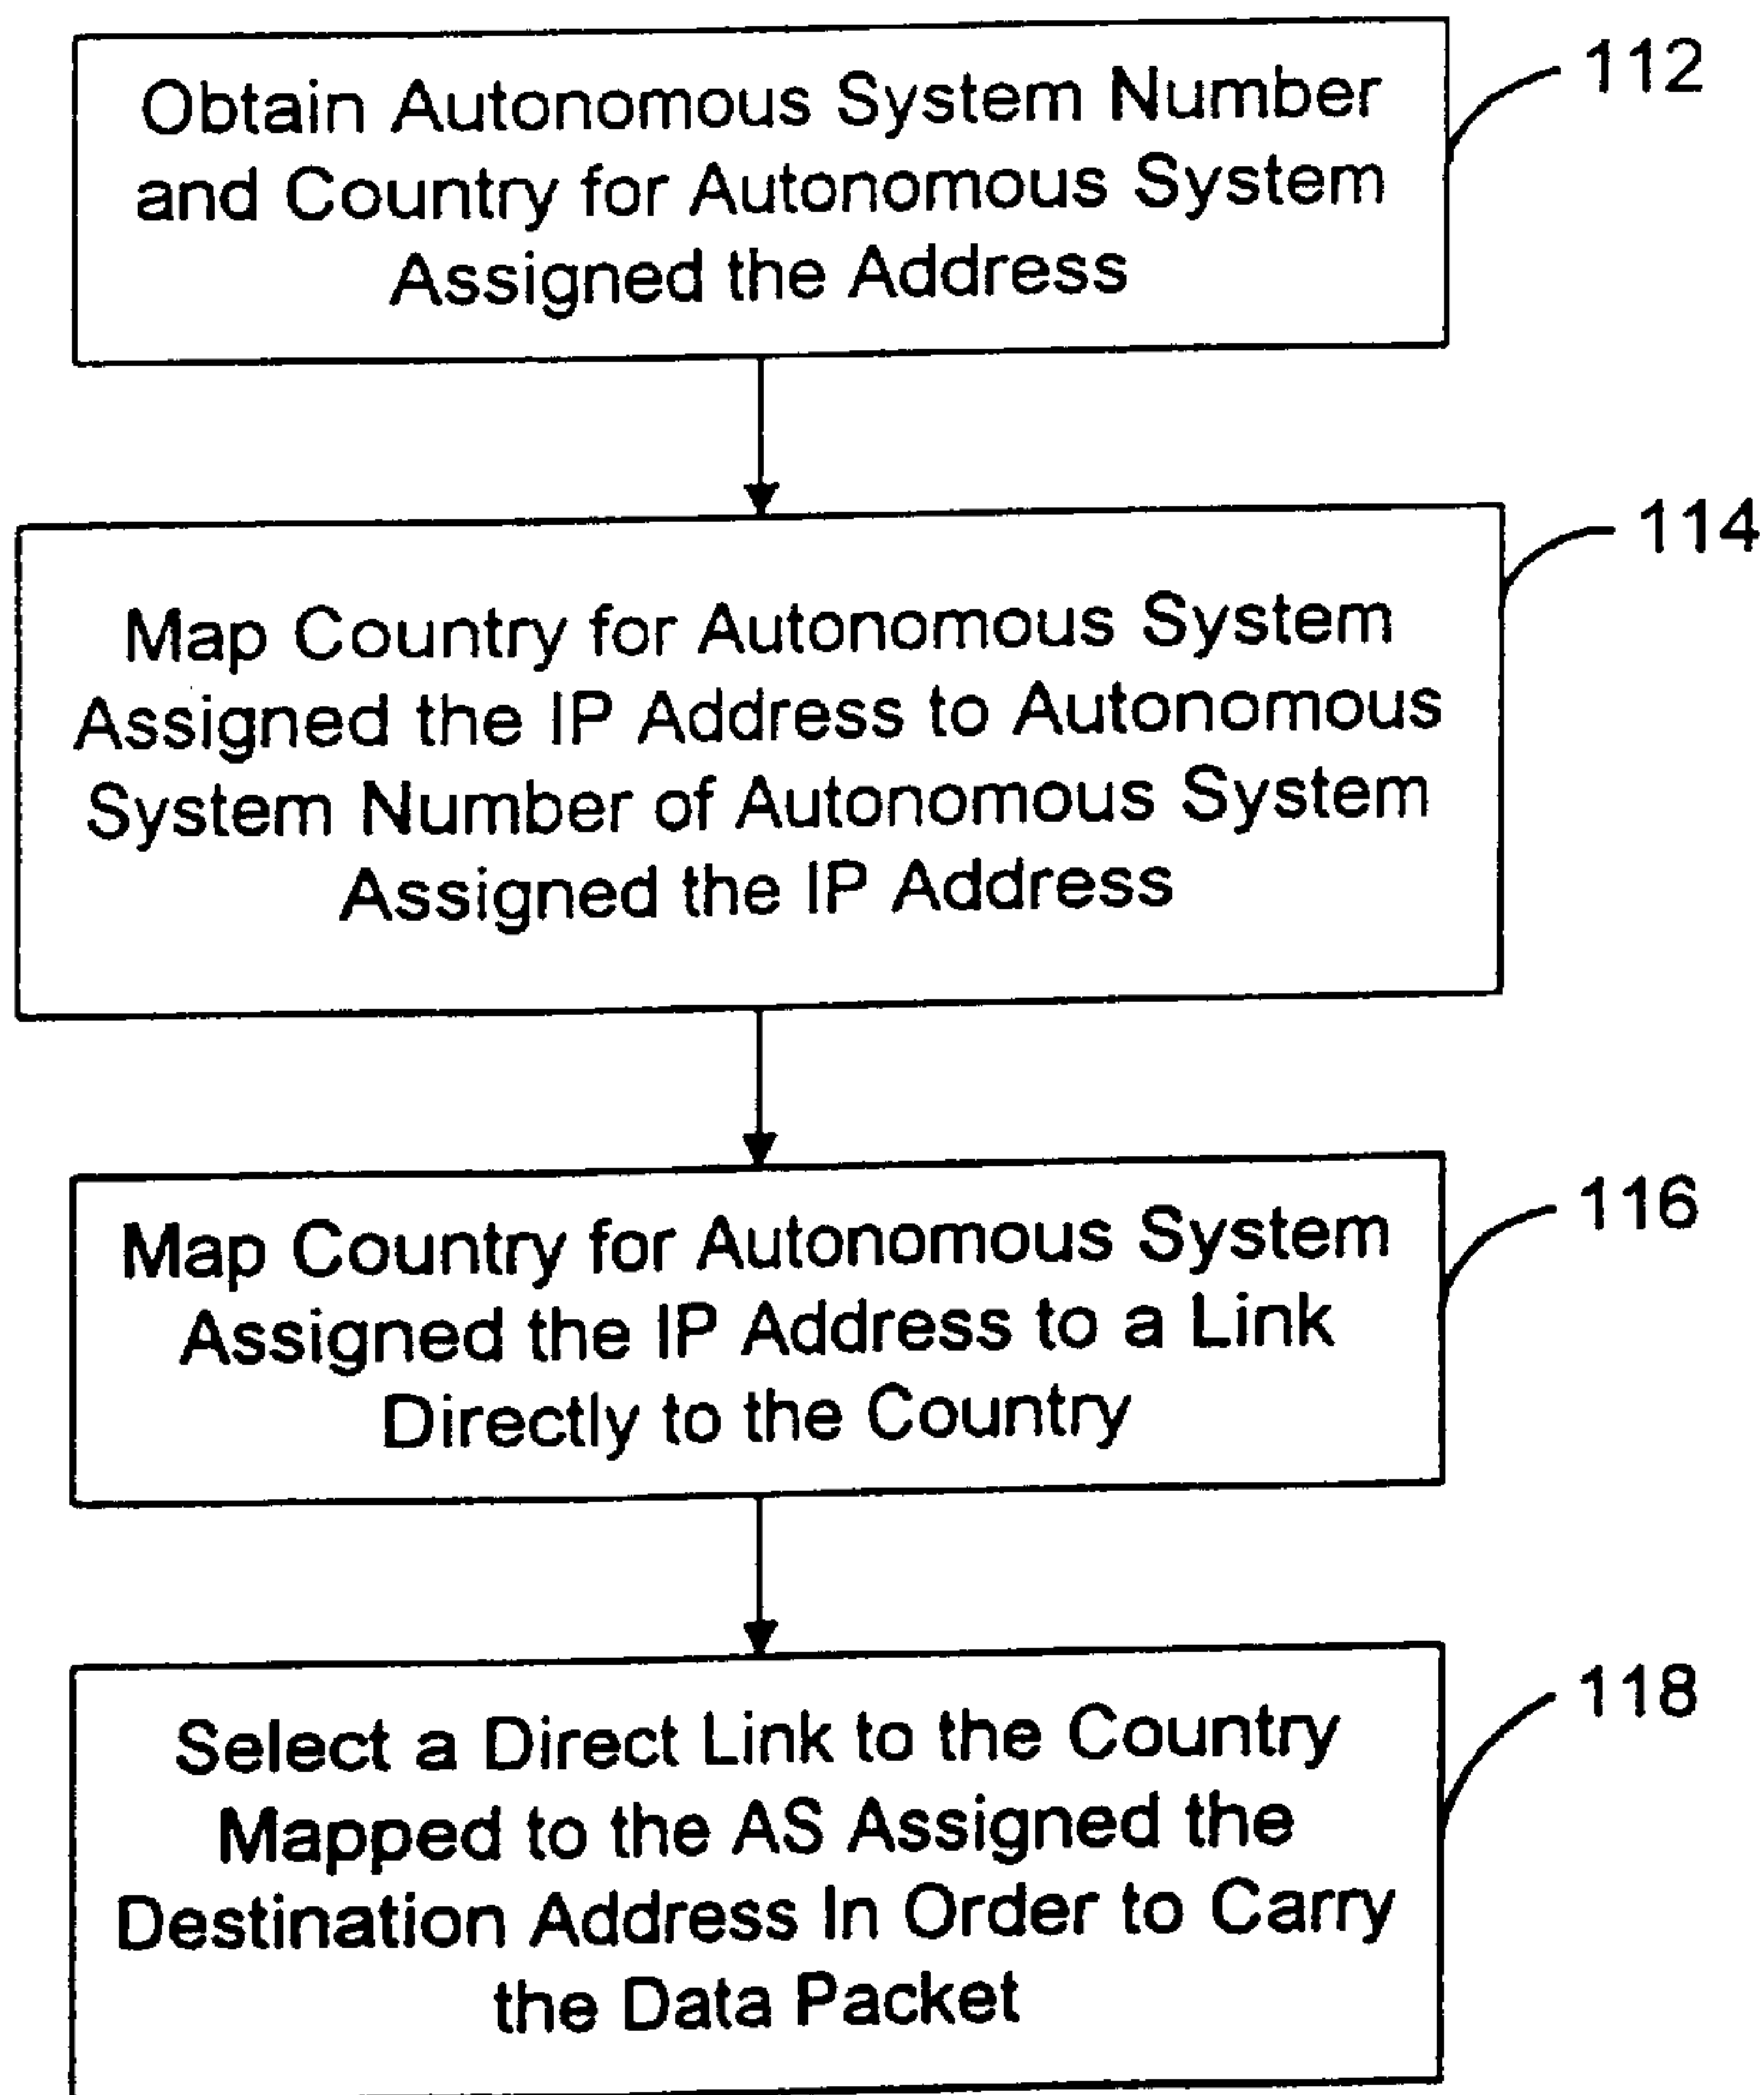 112
Obtain Autonomous System Number
and Country for Autonomous System
Assigned the Address
114
Map Country for Autonomous System
Assigned the IP Address to Autonomous
System Number of Autonomous System
Assigned the IP Address
116
Map Country for Autonomous System
Assigned the IP Address to a Link
Directly to the Country
118
Select a Direct Link to the Country
Mapped to the AS Assigned the
Destination Address In Order to Carry
the Data Packet